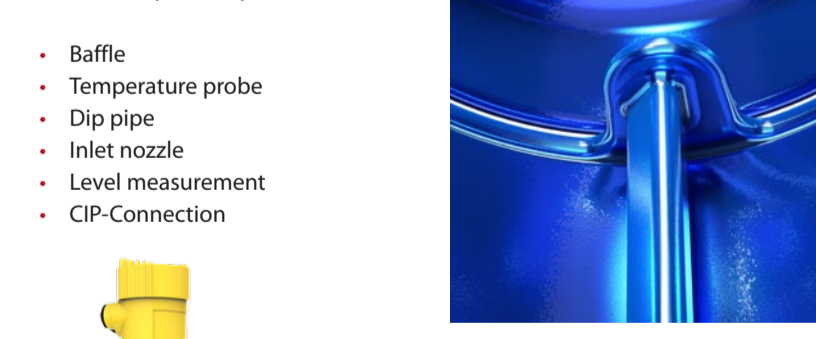 • Baffle
• Temperature probe
• Dip pipe
• Inlet nozzle
• Level measurement
• CIP-Connection